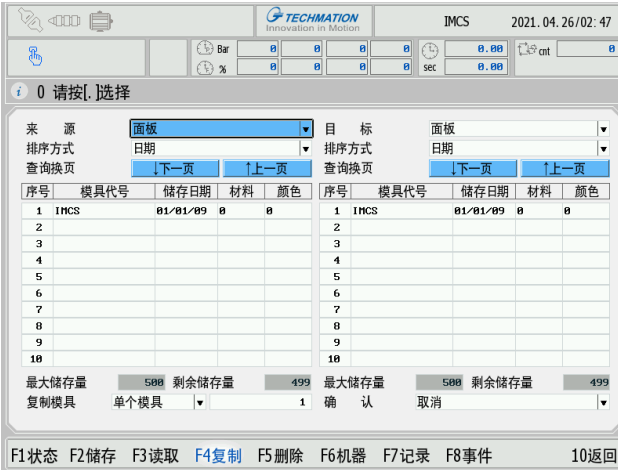 TECHMATION
Innovation in Motion
IMCS 2021.04.26/02:47
Bar 0 0 0 0 0.00 cnt 0
% 0 0 0 0 sec 0.00
i 0 请按[.]选择
来 源 面板 目 标 面板
排序方式 日期 排序方式 日期
查询换页 ↓下一页 ↑上一页 查询换页 ↓下一页 ↑上一页
序号 模具代号 储存日期 材料 颜色 序号 模具代号 储存日期 材料 颜色
1 IMCS 01/01/09 0 0 1 IMCS 01/01/09 0 0
2 2
3 3
4 4
5 5
6 6
7 7
8 8
9 9
10 10
最大储存量 500 剩余储存量 499 最大储存量 500 剩余储存量 499
复制模具 单个模具 1 确 认 取消
F1状态 F2储存 F3读取 F4复制 F5删除 F6机器 F7记录 F8事件 10返回